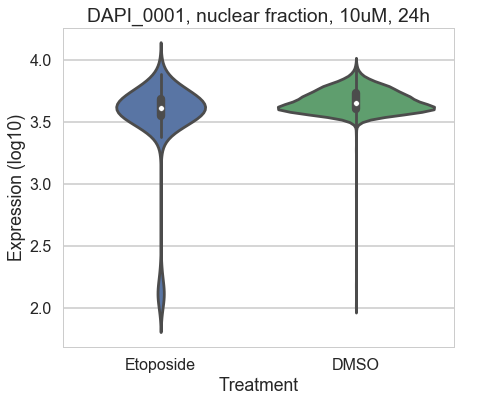 DAPI_0001, nuclear fraction, 10uM, 24h
4.0
3.5
3.0
2.5
2.0
Expression (log10)
Etoposide DMSO
Treatment